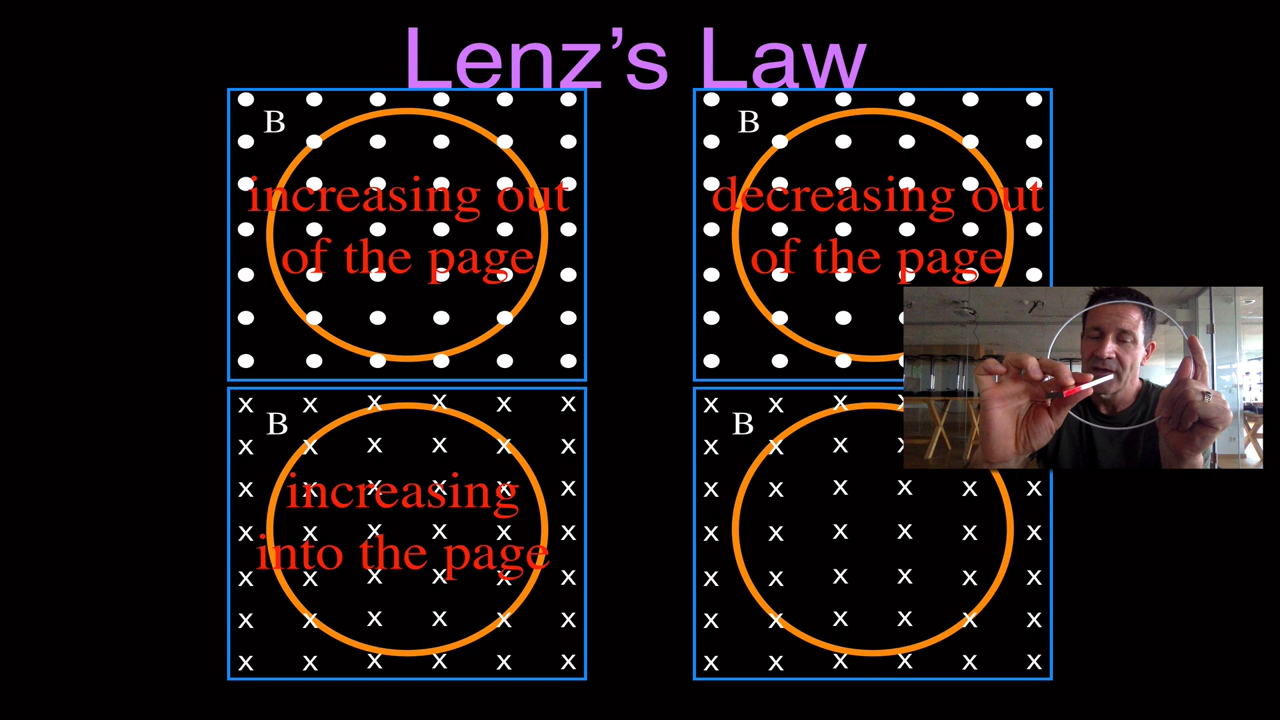 Lenz's Law
B
increasing out
of the page
B
decreasing out
of the page
B
increasing
into the page
B